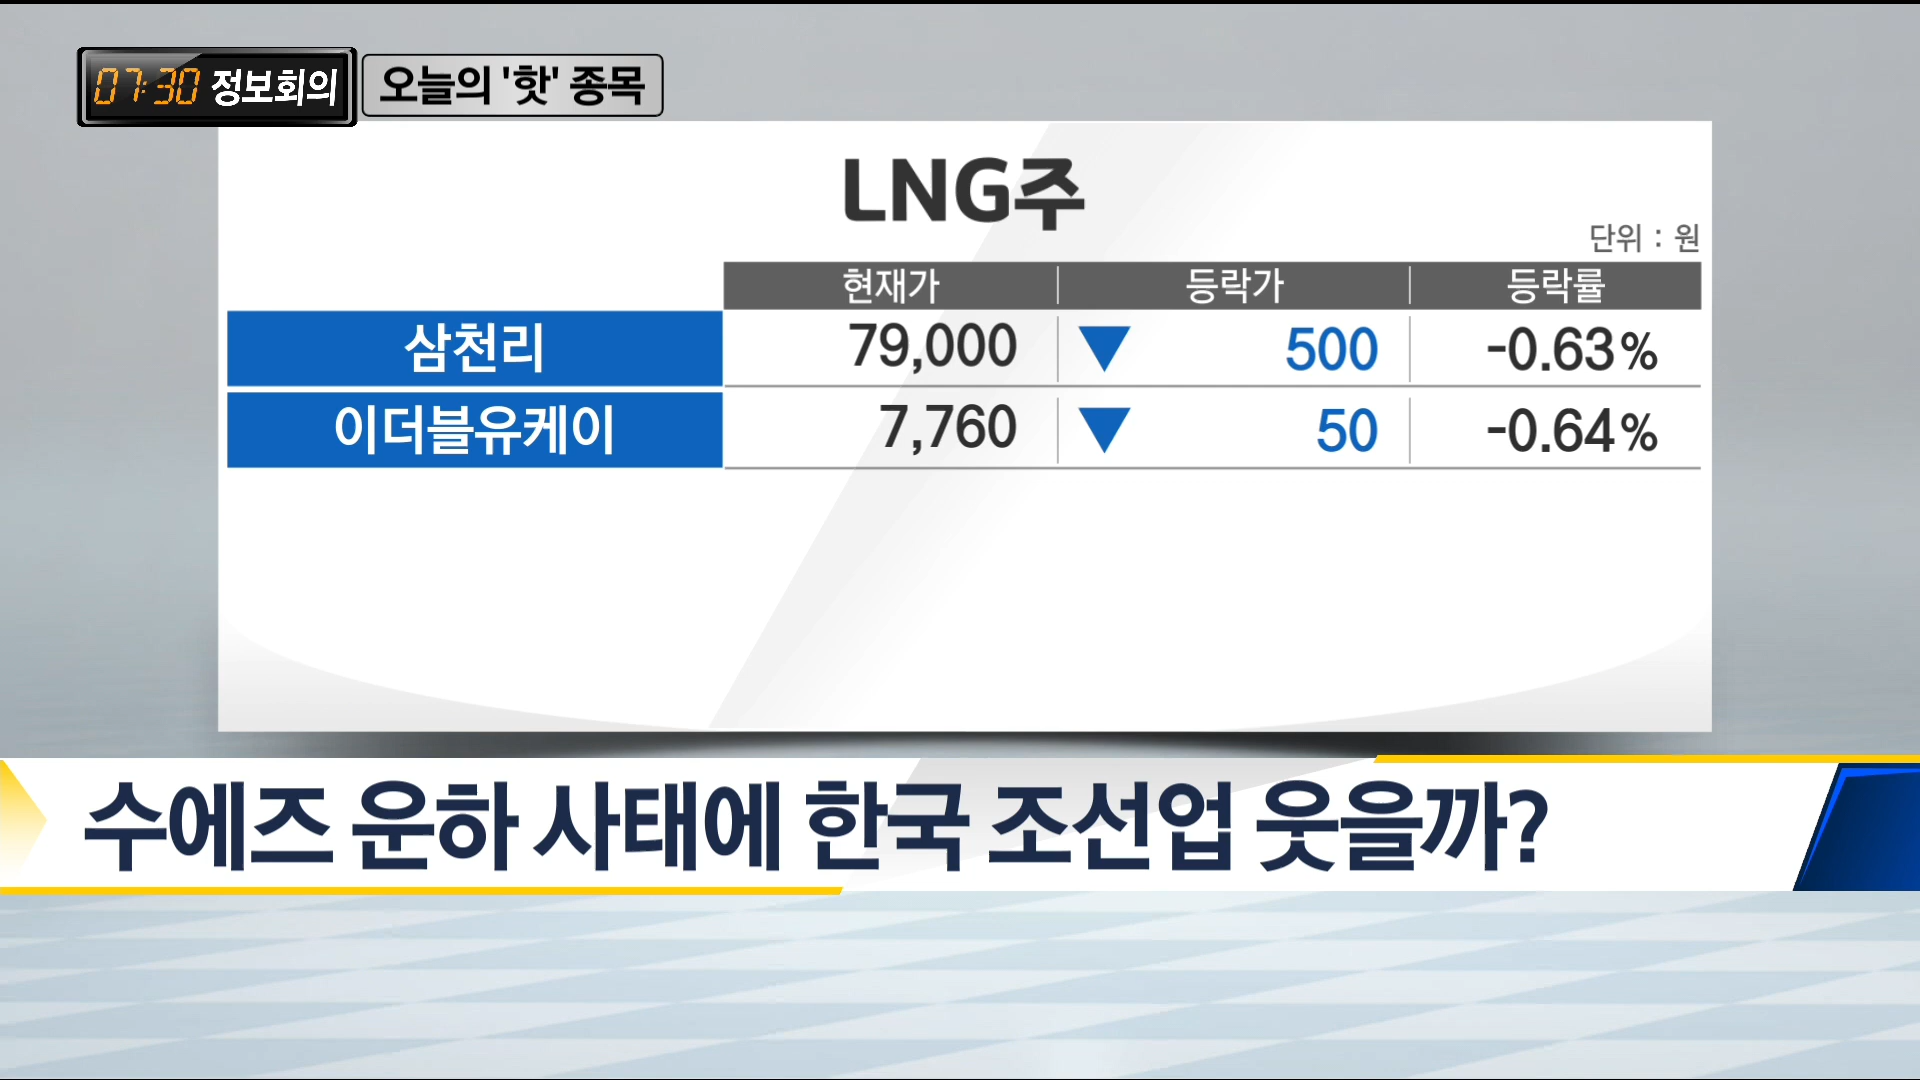 07:30 정보회의 오늘의 '핫' 종목
LNG주
단위 : 원
현재가 등락가 등락률
삼천리 79,000 ▼ 500 -0.63%
이더블유케이 7,760 ▼ 50 -0.64%
수에즈 운하 사태에 한국 조선업 웃을까?